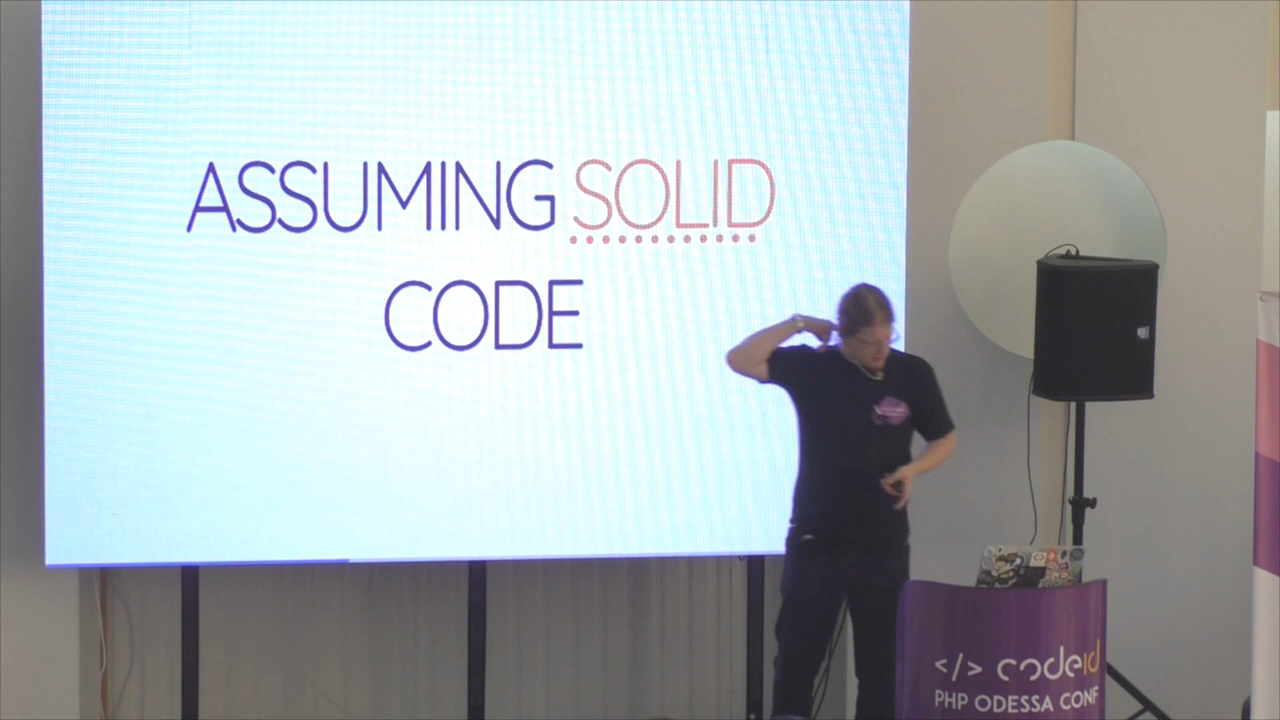 ASSUMING SOLID
CODE
</> codeid
PHP ODESSA CONF